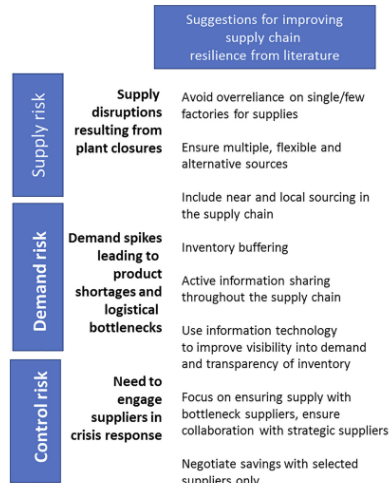 Suggestions for improving
supply chain
resilience from literature
Supply risk
Supply
disruptions
resulting from
plant closures
Avoid overreliance on single/few
factories for supplies
Ensure multiple, flexible and
alternative sources
Include near and local sourcing in
the supply chain
Demand risk
Demand spikes
leading to
product
shortages and
logistical
bottlenecks
Inventory buffering
Active information sharing
throughout the supply chain
Use information technology
to improve visibility into demand
and transparency of inventory
Control risk
Need to
engage
suppliers in
crisis response
Focus on ensuring supply with
bottleneck suppliers, ensure
collaboration with strategic suppliers
Negotiate savings with selected
suppliers only